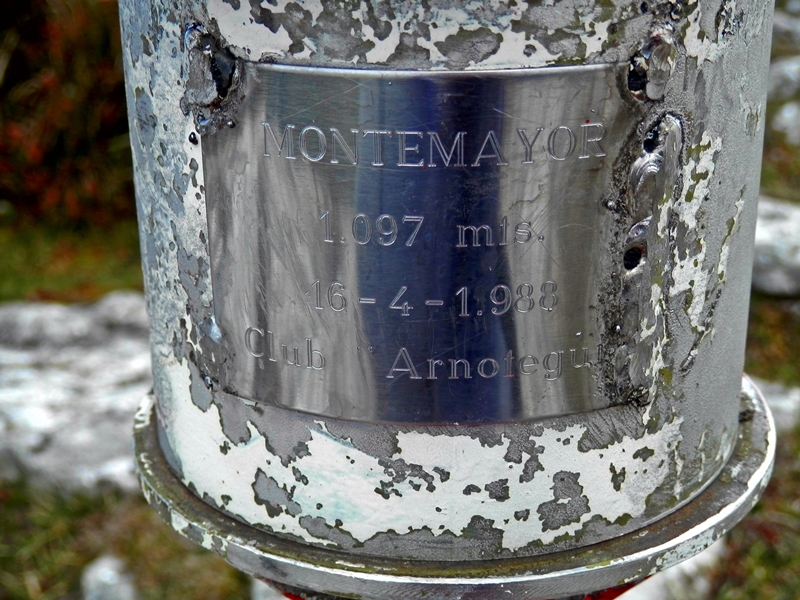 MONTEMAYOR
1.097 mts.
16-4-1.988
Club " Arnotegui